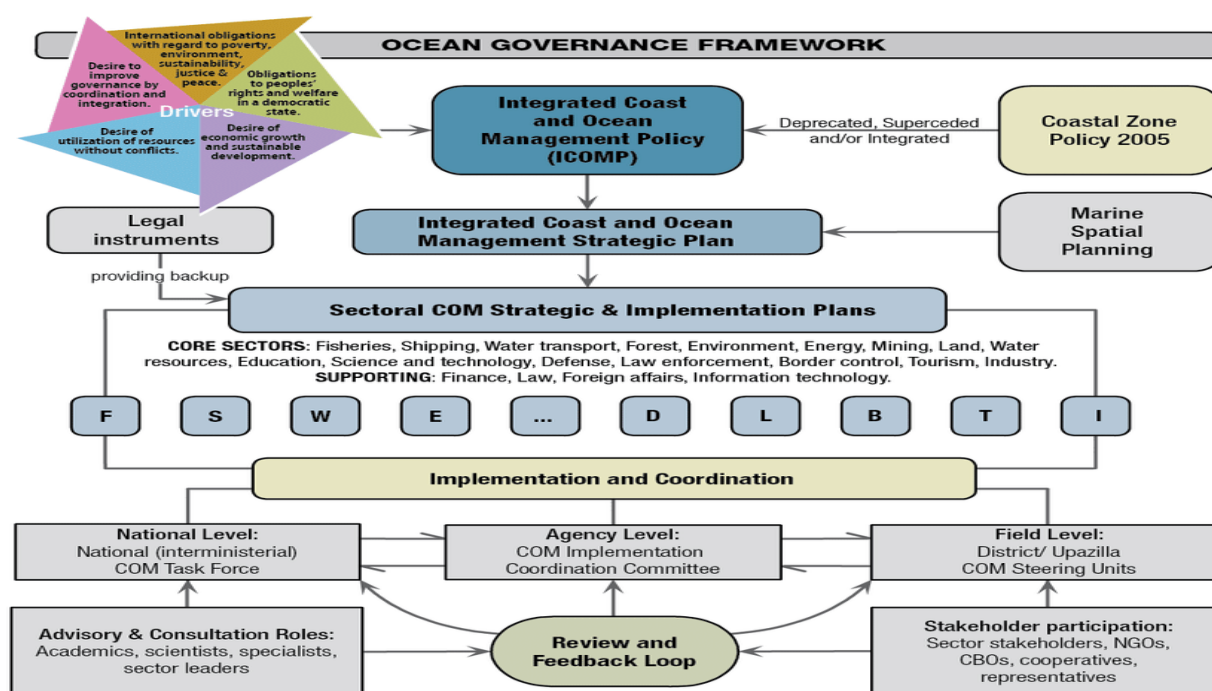 OCEAN GOVERNANCE FRAMEWORK
International obligations
with regard to poverty,
environment,
sustainability,
justice &
peace.
Desire to
improve
governance by
coordination and
integration.
Obligations
to peoples'
rights and welfare
in a democratic
state.
Drivers
Desire of
utilization of resources
without conflicts.
Desire of
economic growth
and sustainable
development.
Integrated Coast
and Ocean
Management Policy
(ICOMP)
Deprecated, Superceded
and/or Integrated
Coastal Zone
Policy 2005
Legal
instruments
Integrated Coast and Ocean
Management Strategic Plan
Marine
Spatial
Planning
providing backup
Sectoral COM Strategic & Implementation Plans
CORE SECTORS: Fisheries, Shipping, Water transport, Forest, Environment, Energy, Mining, Land, Water
resources, Education, Science and technology, Defense, Law enforcement, Border control, Tourism, Industry.
SUPPORTING: Finance, Law, Foreign affairs, Information technology.
F S W E ... D L B T I
Implementation and Coordination
National Level:
National (interministerial)
COM Task Force
Agency Level:
COM Implementation
Coordination Committee
Field Level:
District/ Upazilla
COM Steering Units
Advisory & Consultation Roles:
Academics, scientists, specialists,
sector leaders
Review and
Feedback Loop
Stakeholder participation:
Sector stakeholders, NGOs,
CBOs, cooperatives,
representatives